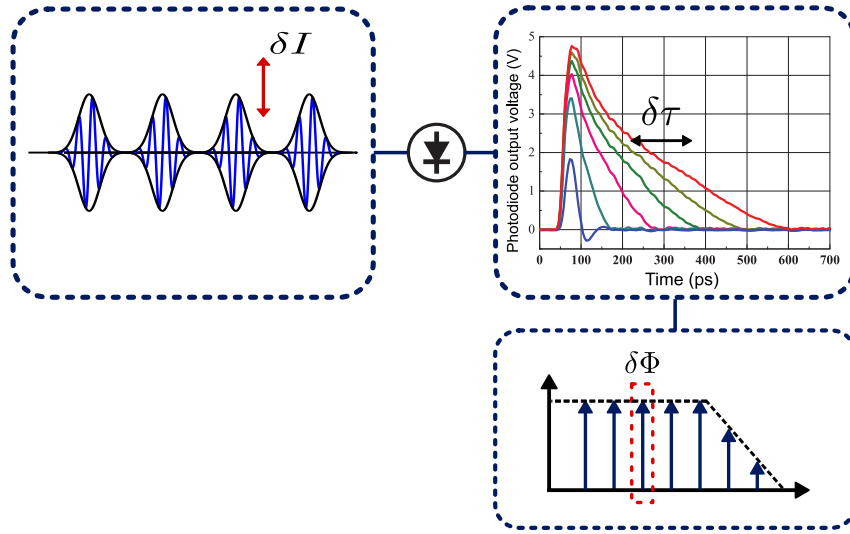 δI
Photodiode output voltage (V)
5
4
3
2
1
0
δτ
0 100 200 300 400 500 600 700
Time (ps)
δΦ